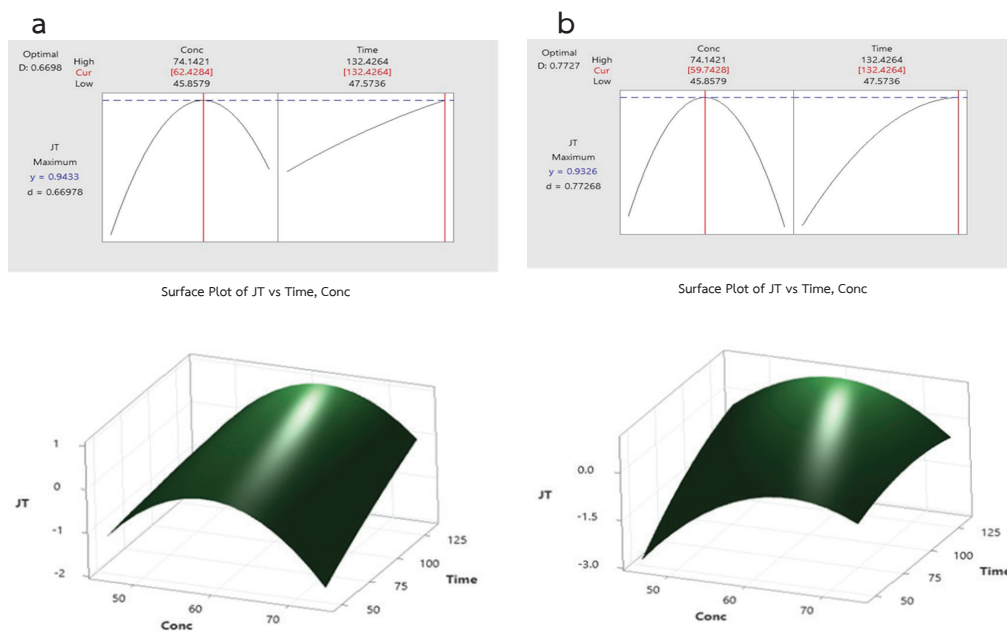 a
Optimal
D: 0.6698
High
Cur
Low
Conc
74.1421
[62.4284]
45.8579
Time
132.4264
[132.4264]
47.5736
JT
Maximum
y = 0.9433
d = 0.66978
Surface Plot of JT vs Time, Conc
1
0
-1
-2
JT
50
60
70
Conc
50
75
100
125
Time
b
Optimal
D: 0.7727
High
Cur
Low
Conc
74.1421
[59.7428]
45.8579
Time
132.4264
[132.4264]
47.5736
JT
Maximum
y = 0.9326
d = 0.77268
Surface Plot of JT vs Time, Conc
0.0
-1.5
-3.0
JT
50
60
70
Conc
50
75
100
125
Time